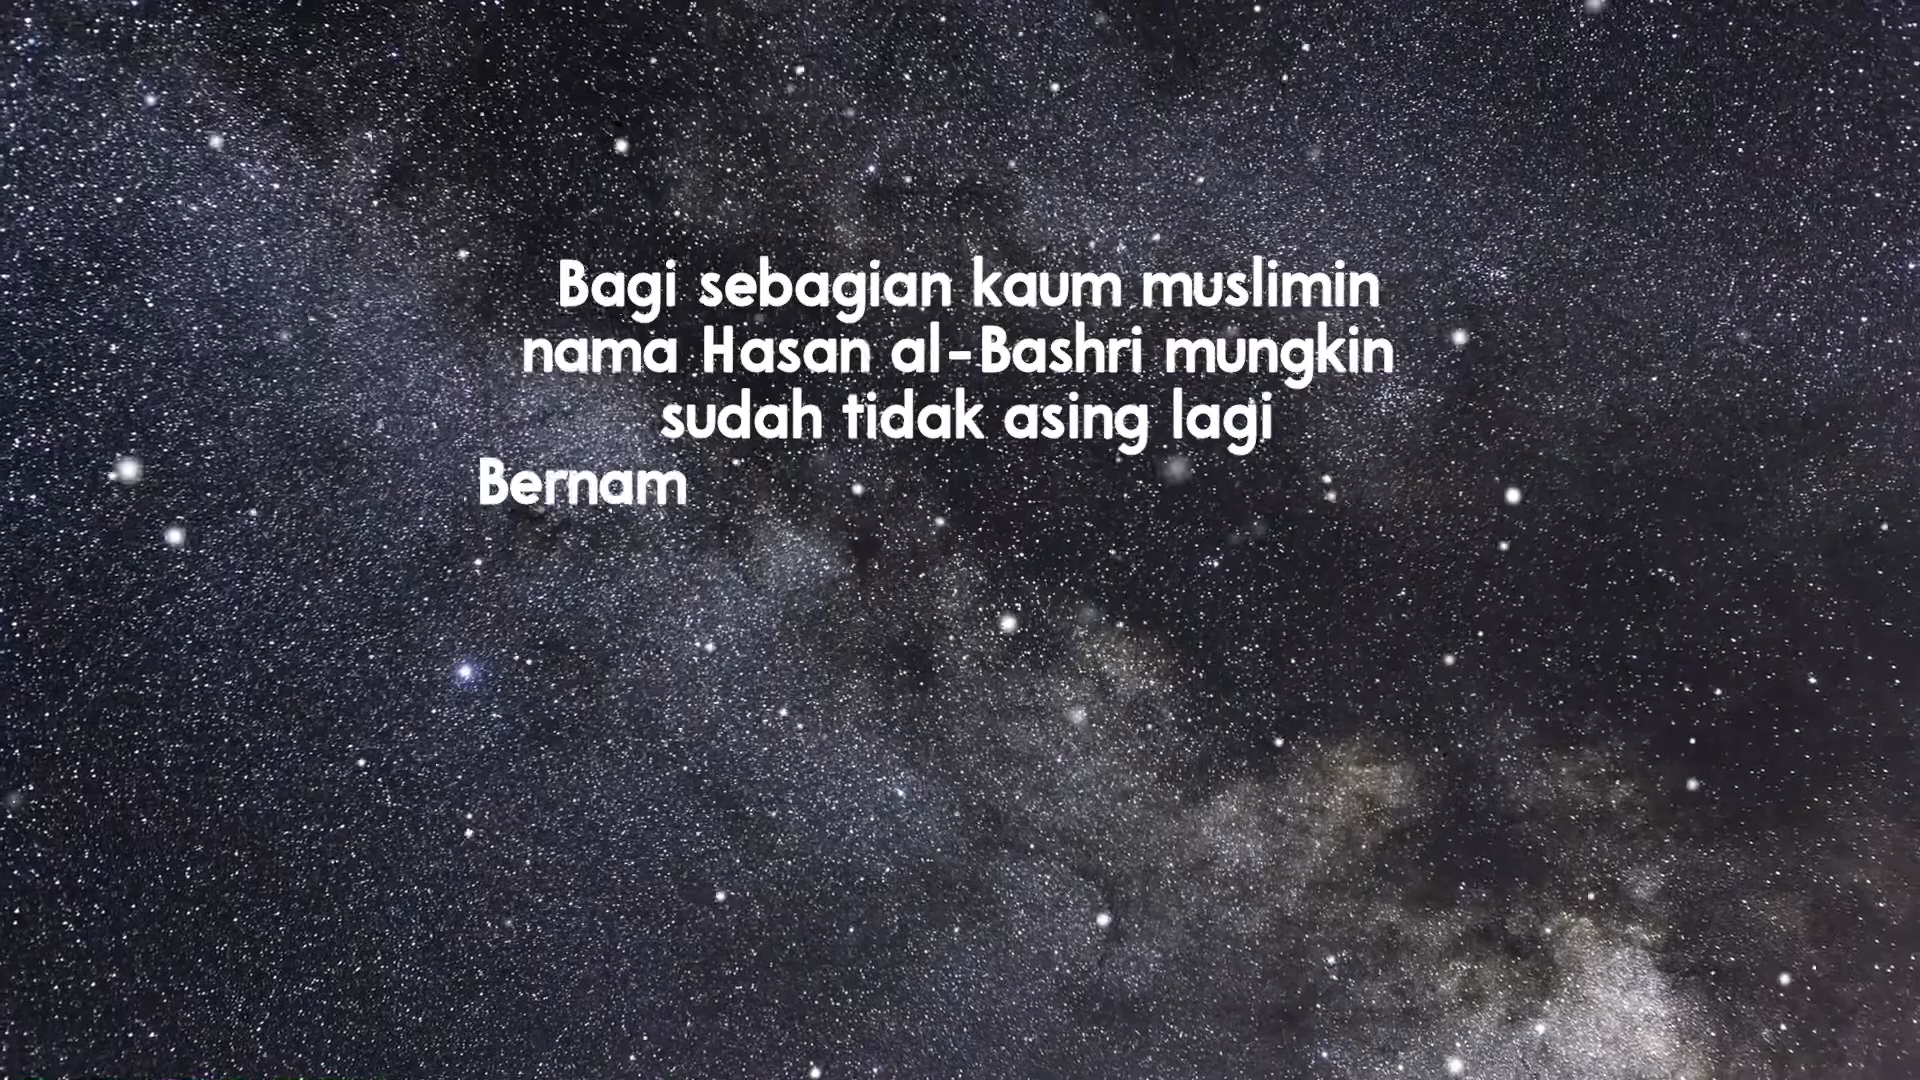 Bagi sebagian kaum muslimin
nama Hasan al-Bashri mungkin
sudah tidak asing lagi
Bernam